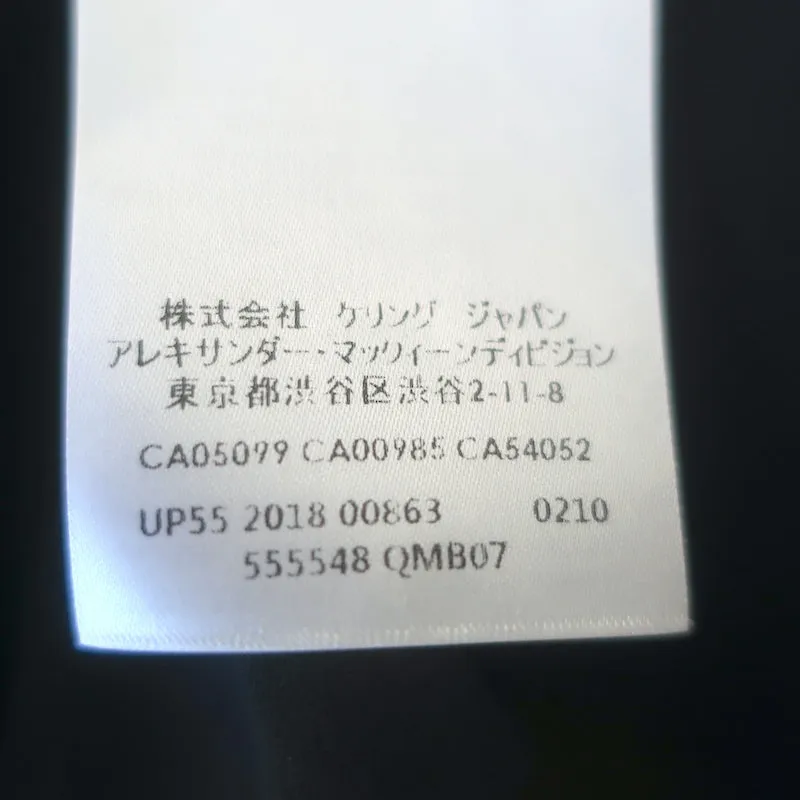 株式会社 ケリング ジャパン
アレキサンダー・マックィーンディビジョン
東京都渋谷区渋谷2-11-8
CA05099 CA00985 CA54052
UP55 2018 00863 0210
555548 QMB07